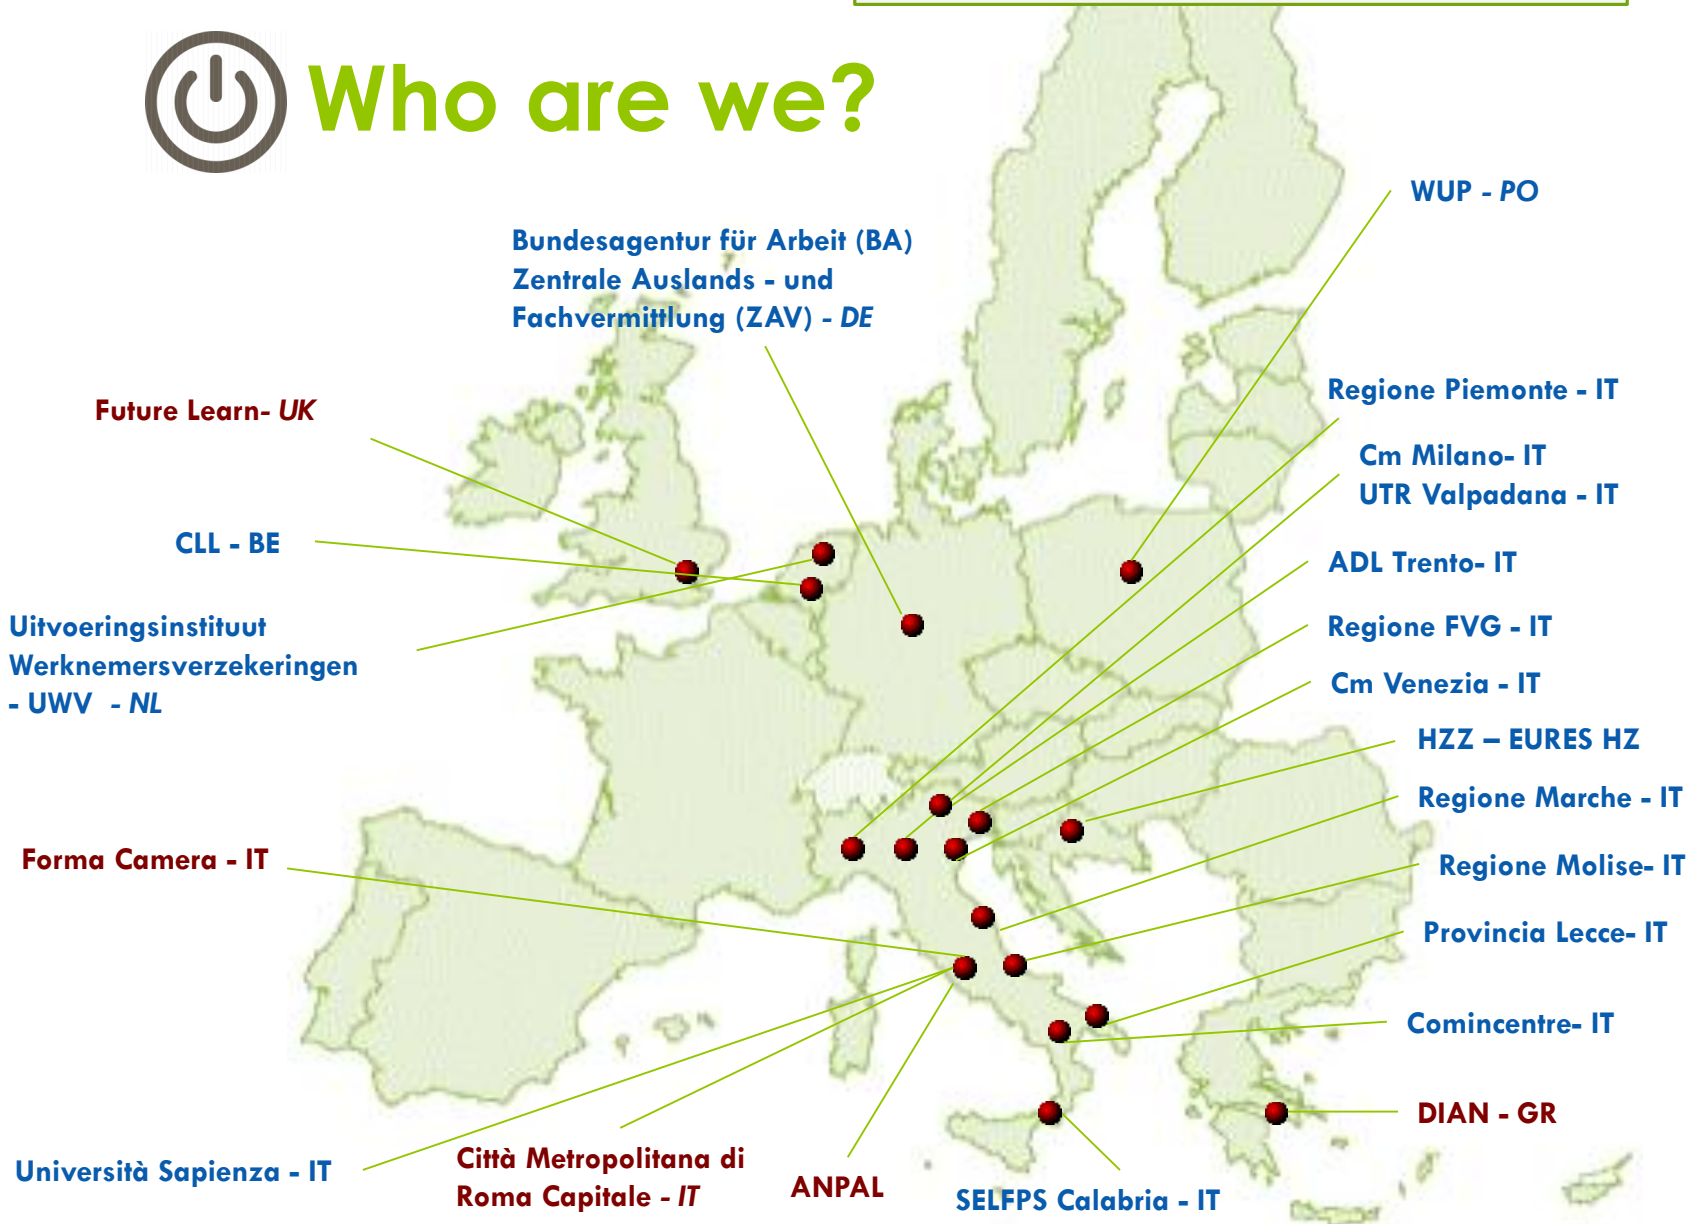 Who are we?
WUP - PO
Bundesagentur für Arbeit (BA)
Zentrale Auslands - und
Fachvermittlung (ZAV) - DE
Regione Piemonte - IT
Future Learn- UK
Cm Milano- IT
UTR Valpadana - IT
CLL - BE
ADL Trento- IT
Uitvoeringsinstituut
Werknemersverzekeringen
- UWV - NL
Regione FVG - IT
Cm Venezia - IT
HZZ – EURES HZ
Regione Marche - IT
Forma Camera - IT
Regione Molise- IT
Provincia Lecce- IT
Comincentre- IT
DIAN - GR
Università Sapienza - IT
Città Metropolitana di
Roma Capitale - IT
ANPAL
SELFPS Calabria - IT